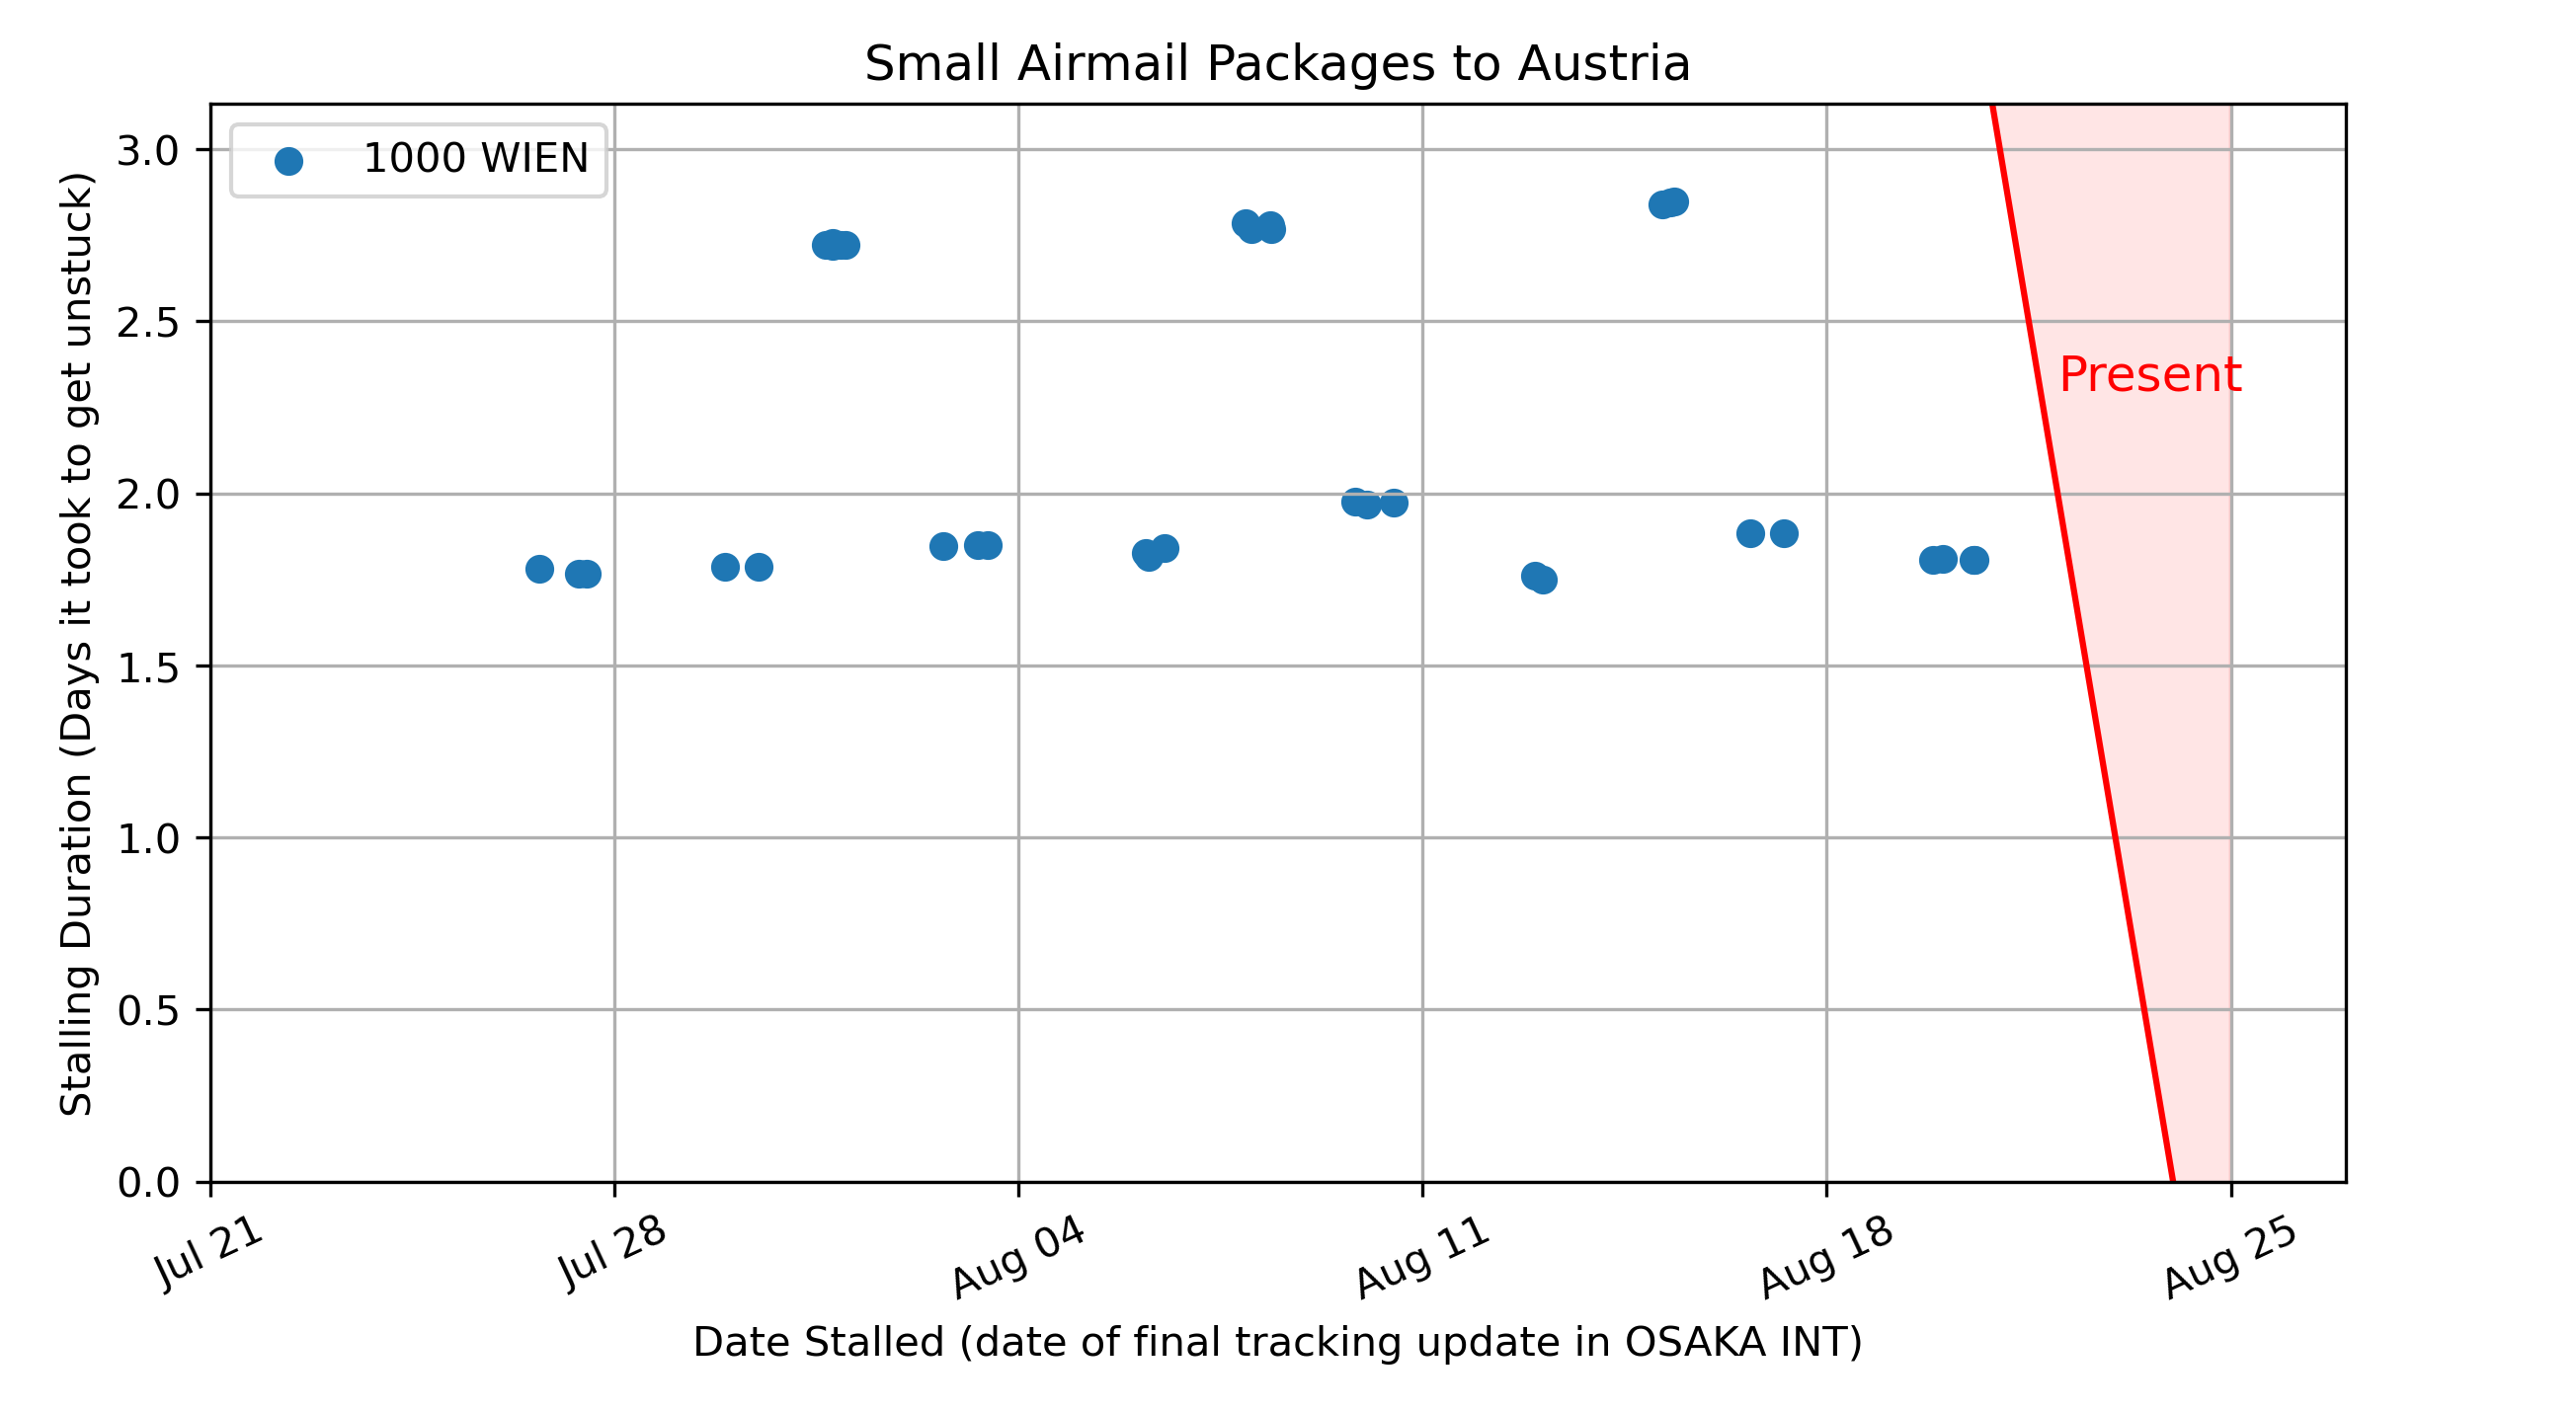 Small Airmail Packages to Austria
1000 WIEN
Present
Stalling Duration (Days it took to get unstuck)
3.0
2.5
2.0
1.5
1.0
0.5
0.0
Jul 21
Jul 28
Aug 04
Aug 11
Aug 18
Aug 25
Date Stalled (date of final tracking update in OSAKA INT)